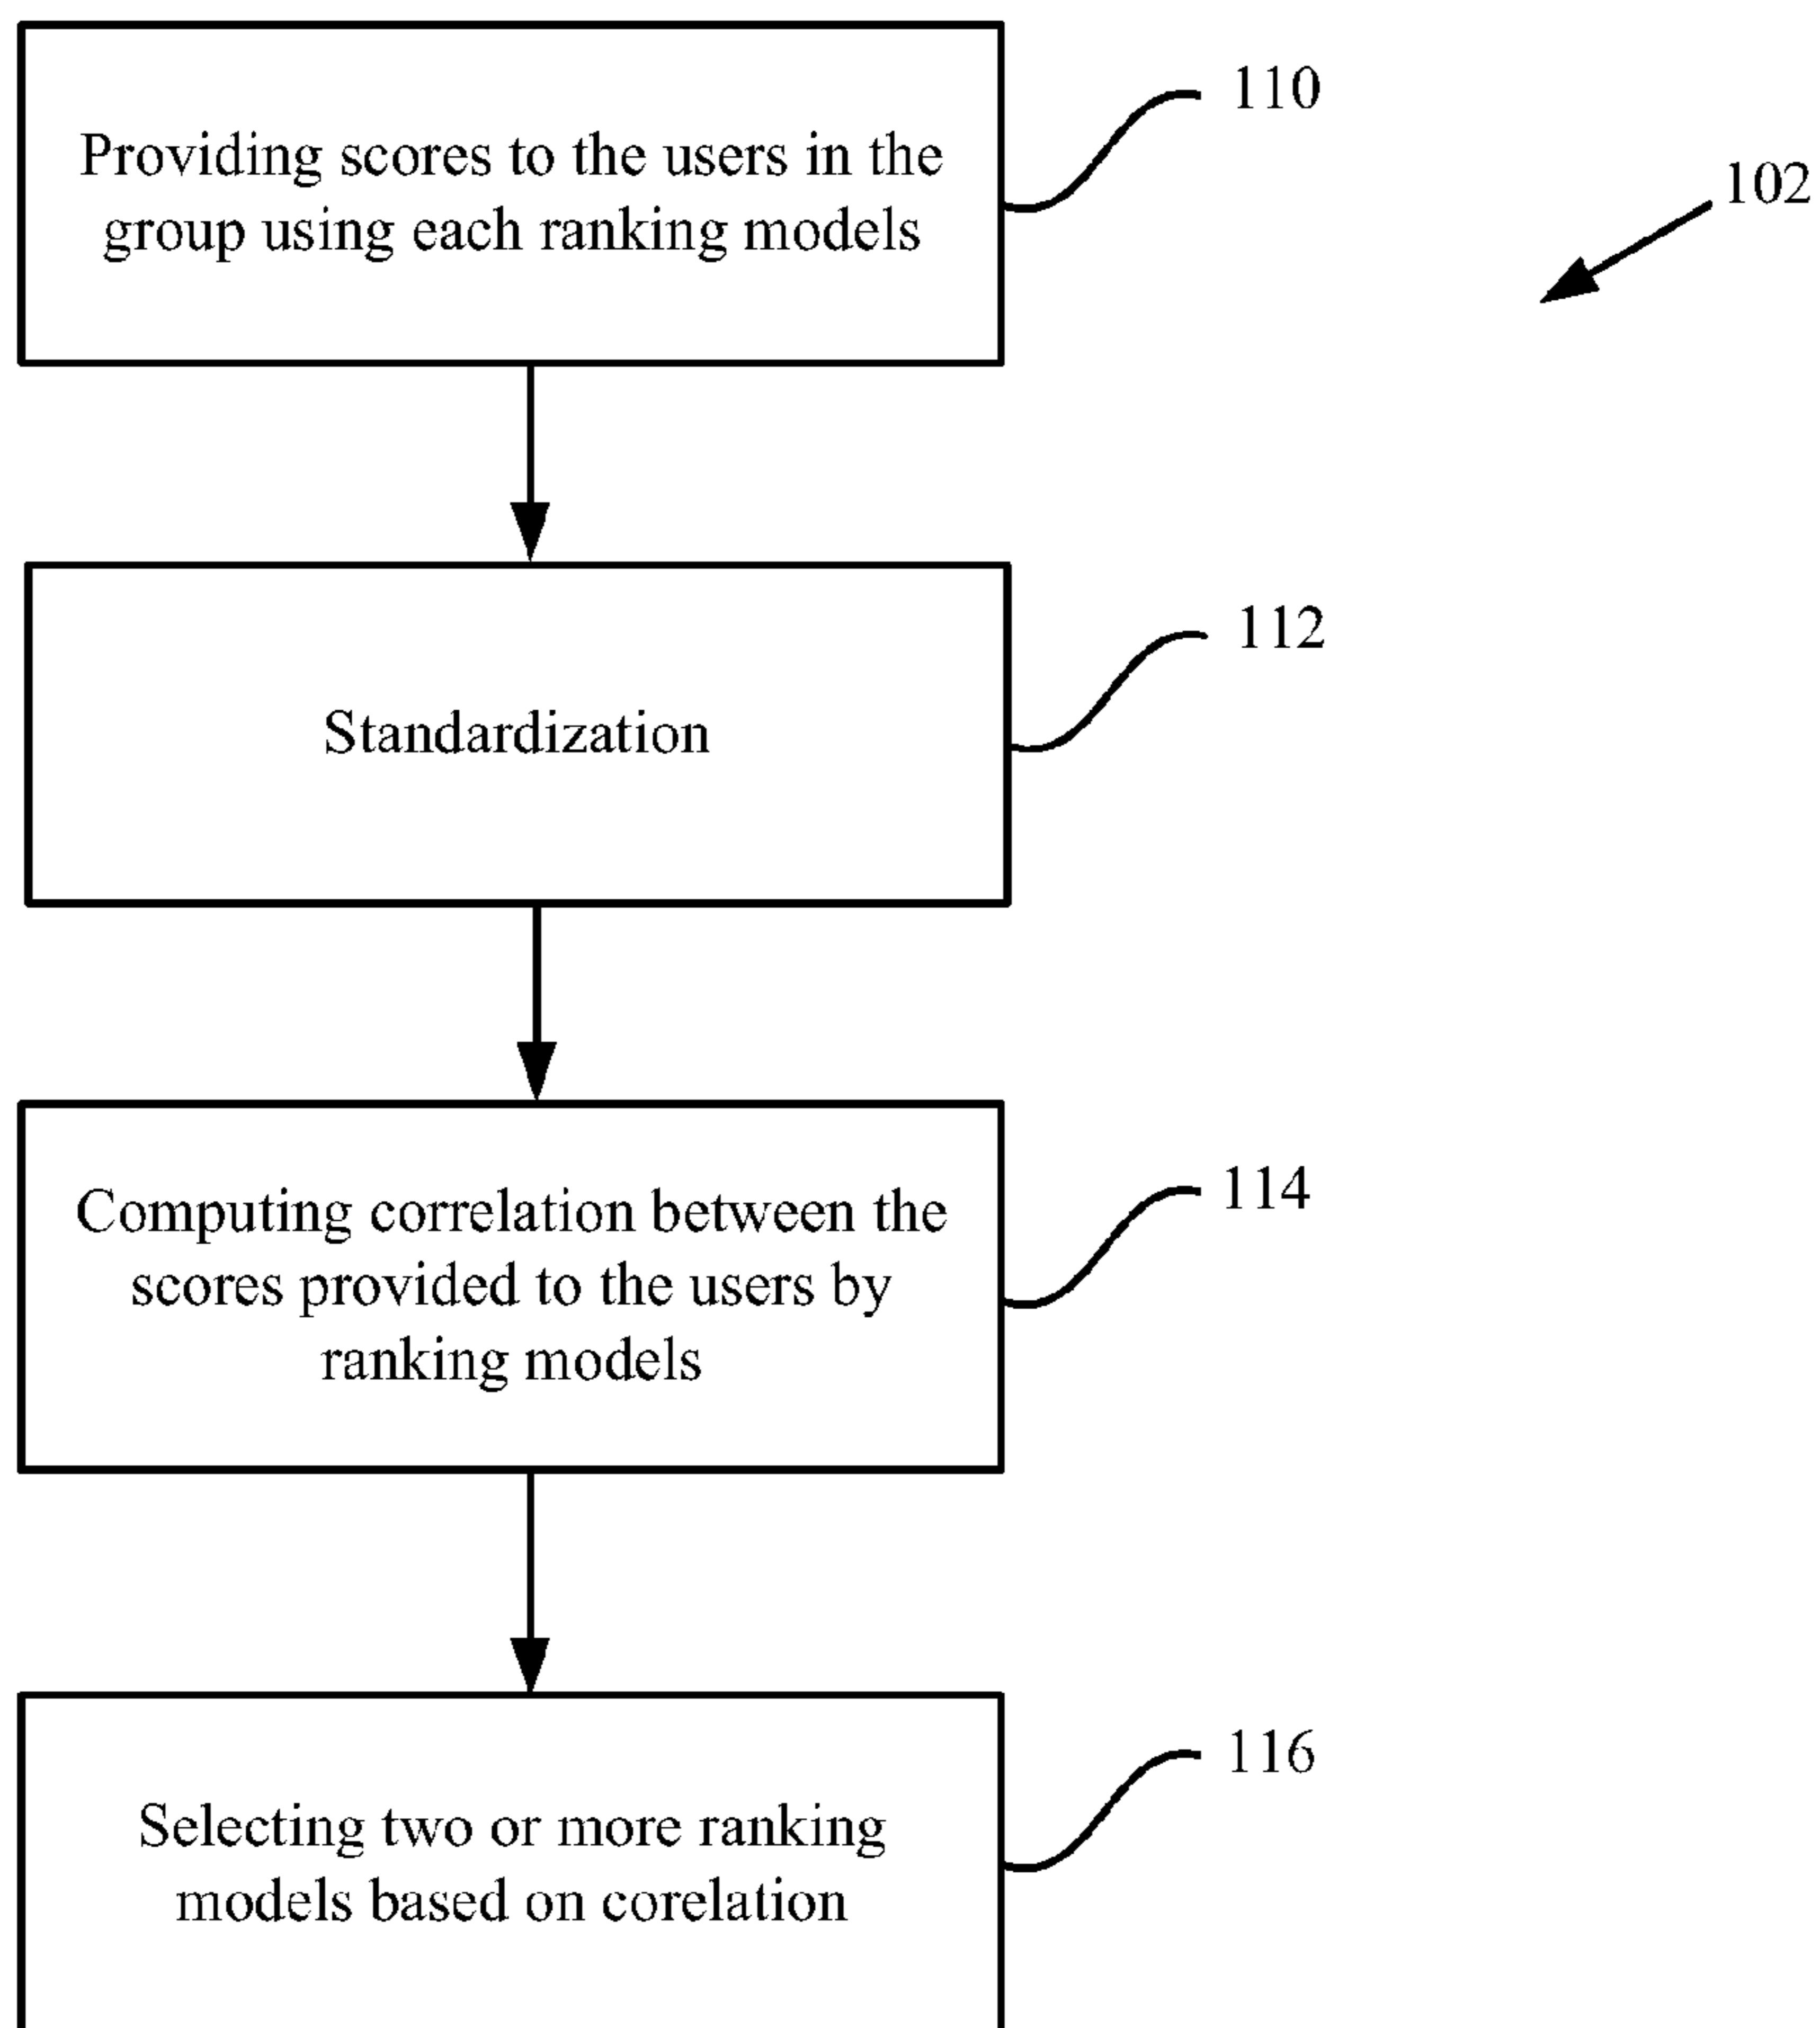 Providing scores to the users in the
group using each ranking models
110
102
Standardization
112
Computing correlation between the
scores provided to the users by
ranking models
114
Selecting two or more ranking
models based on corelation
116